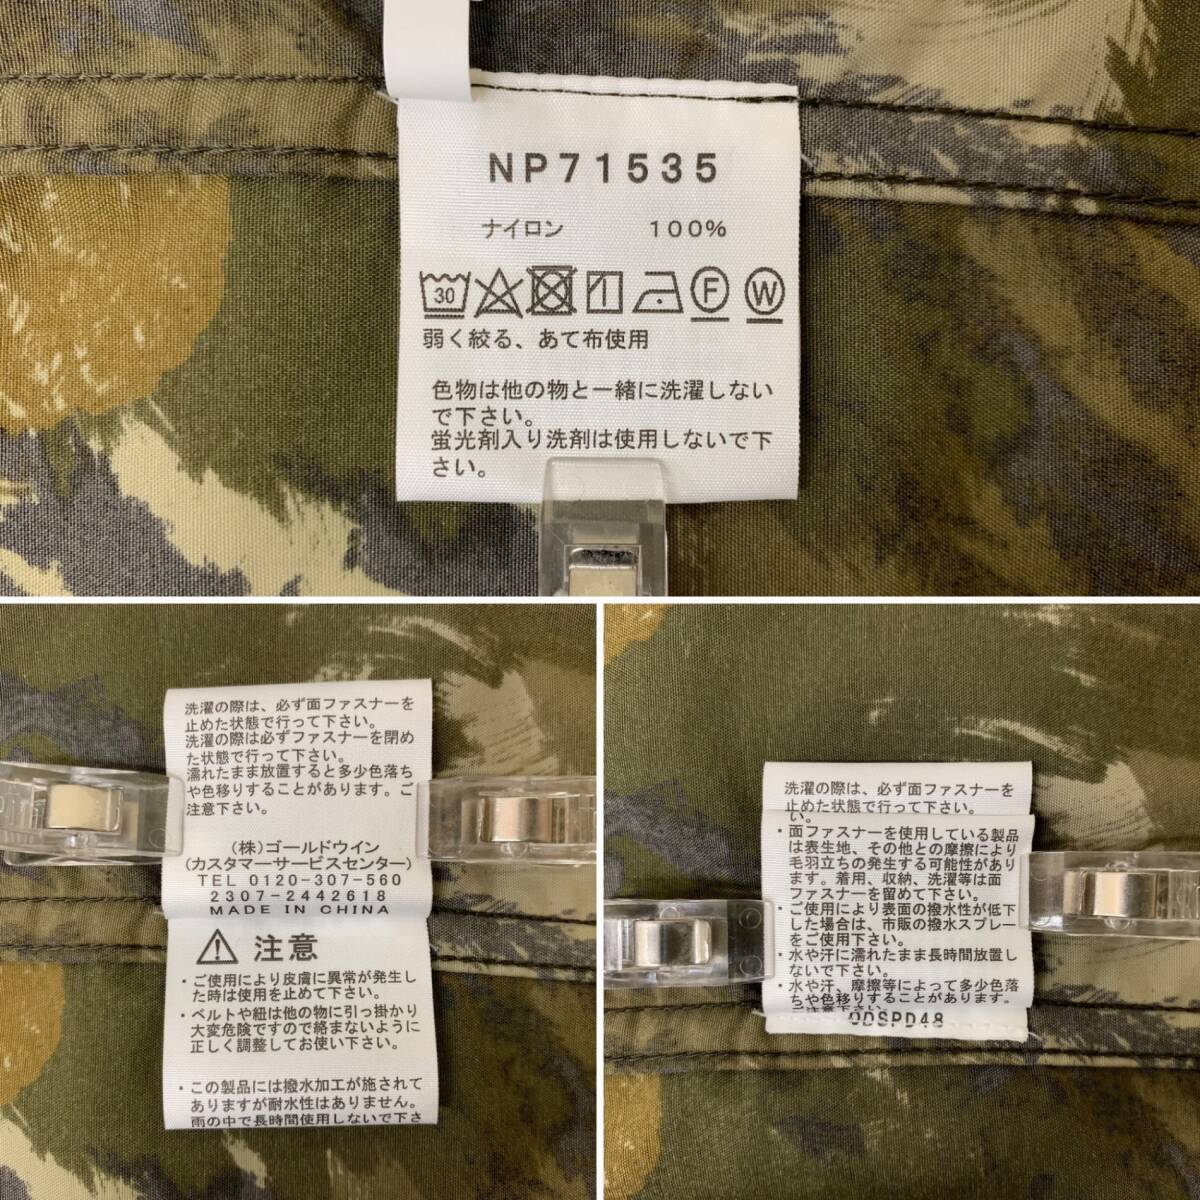 NP71535
ナイロン 100%
30 F W
弱く絞る、あて布使用
色物は他の物と一緒に洗濯しない
で下さい。
蛍光剤入り洗剤は使用しないで下
さい。
洗濯の際は、必ず面ファスナーを
止めた状態で行って下さい。
洗濯の際は必ずファスナーを閉め
た状態で行って下さい。
濡れたまま放置すると多少色落ち
や色移りすることがあります。ご
注意下さい。
(株)ゴールドウイン
(カスタマーサービスセンター)
TEL 0120-307-560
2307-2442618
MADE IN CHINA
注意
・ご使用により皮膚に異常が発生し
た時は使用を止めて下さい。
・ベルトや紐は他の物に引っ掛かり
大変危険ですので絡まないように
正しく調整してお使い下さい。
・この製品には撥水加工が施されて
ありますが耐水性はありません。
雨の中で長時間使用しないで下さ
洗濯の際は、必ず面ファスナーを
止めた状態で行って下さい。
い。
・面ファスナーを使用している製品
は表生地、その他との摩擦により
毛羽立ちの発生する可能性があり
ます。着用、収納、洗濯等は面
ファスナーを留めて下さい。
・ご使用により表面の撥水性が低下
した場合は、市販の撥水スプレー
をご使用下さい。
・水や汗に濡れたまま長時間放置し
ないで下さい。
・水や汗、摩擦等によって多少色落
ちや色移りすることがあります。
ご注意下さい